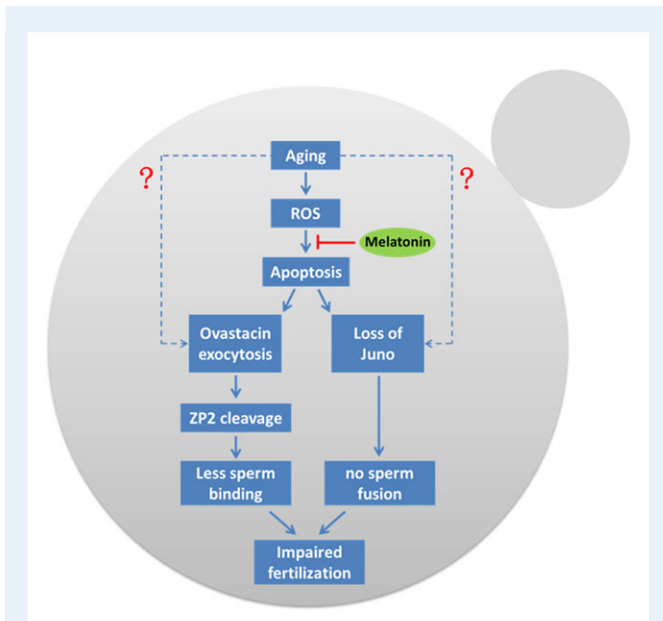 Aging
?
?
ROS
Melatonin
Apoptosis
Ovastacin
exocytosis
Loss of
Juno
ZP2 cleavage
Less sperm
binding
no sperm
fusion
Impaired
fertilization